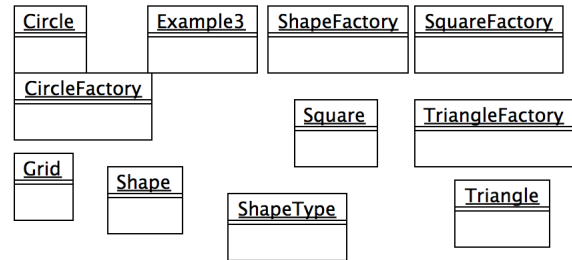 Circle
Example3
ShapeFactory
SquareFactory
CircleFactory
Square
TriangleFactory
Grid
Shape
ShapeType
Triangle